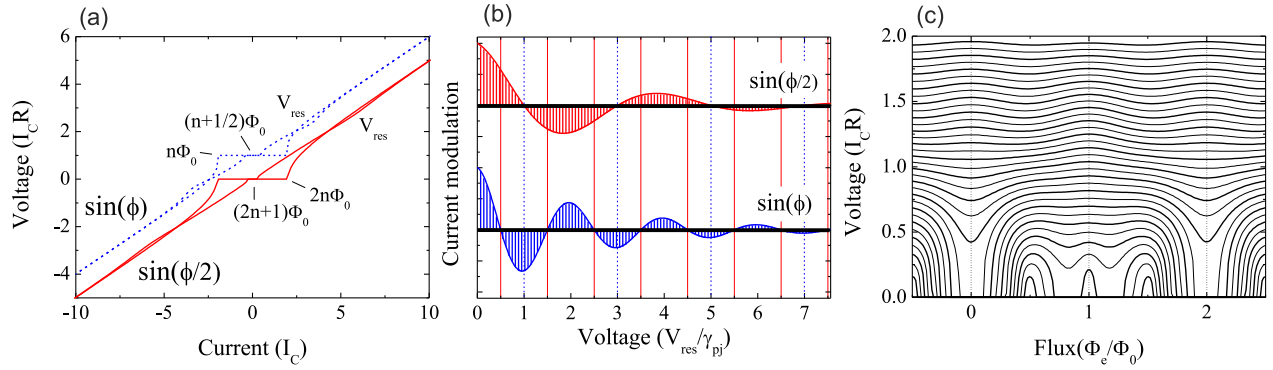 (a)
6
4
2
0
-2
-4
-10
-5
0
5
10
Voltage (I_C R)
Current (I_C)
V_res
V_res
(n+1/2)Φ_0
nΦ_0
2nΦ_0
(2n+1)Φ_0
sin(ϕ)
sin(ϕ/2)
(b)
Current modulation
sin(ϕ/2)
sin(ϕ)
0 1 2 3 4 5 6 7
Voltage (V_res/γ_pj)
(c)
2.0
1.5
1.0
0.5
0.0
Voltage (I_C R)
0 1 2
Flux(Φ_e/Φ_0)